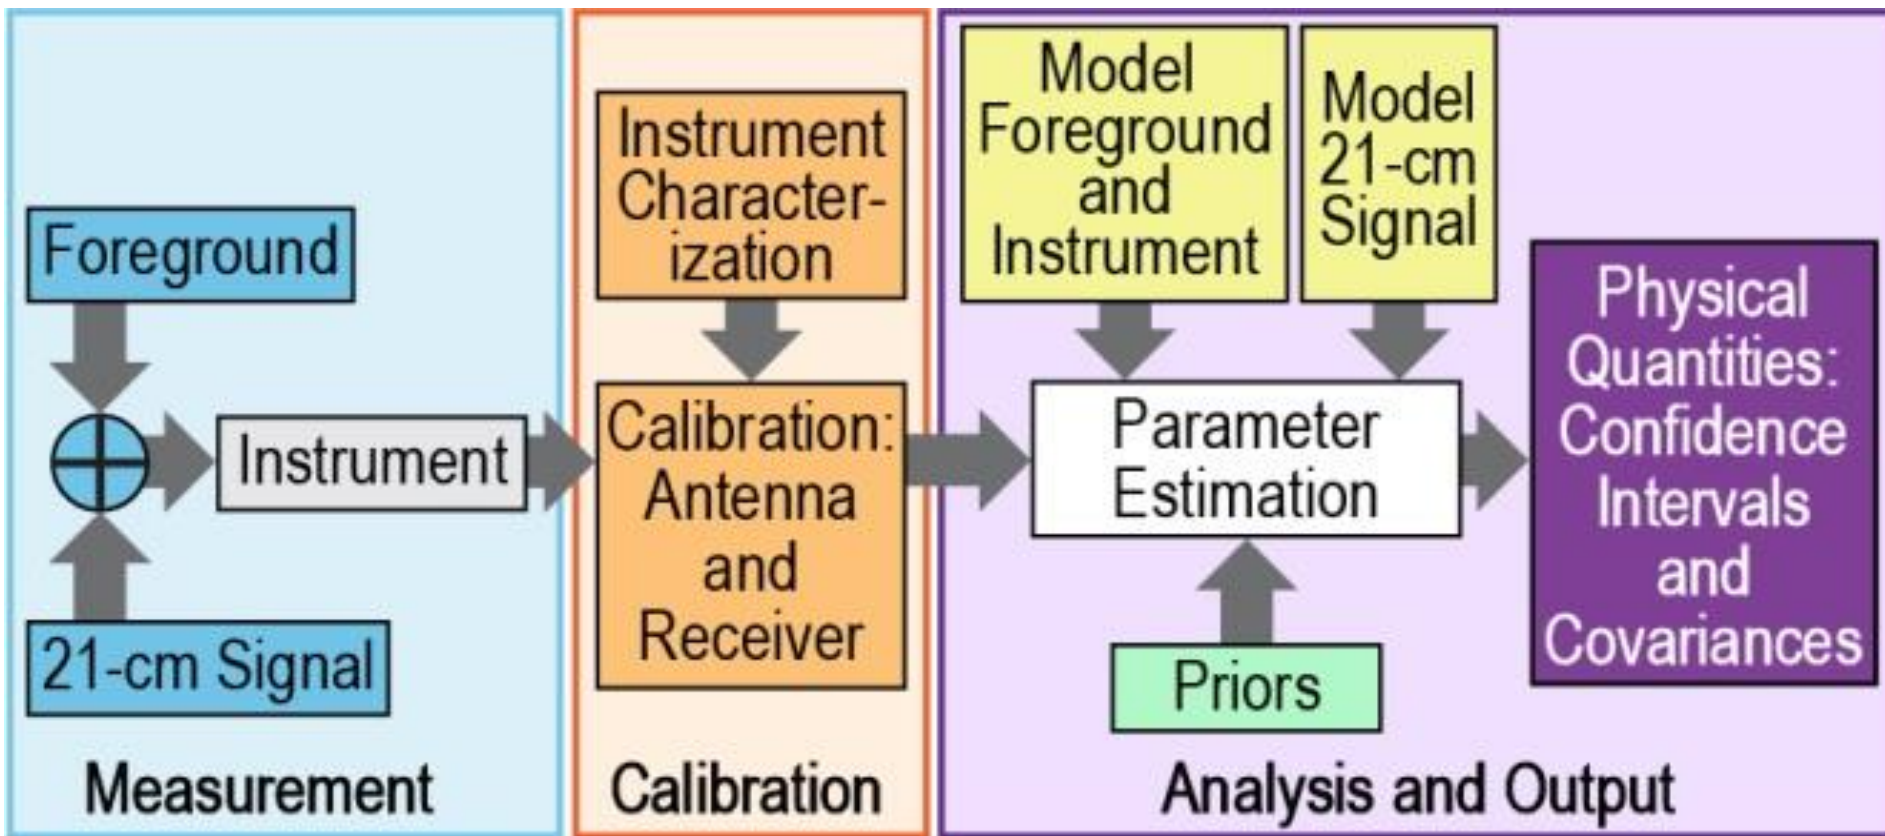 Foreground
Instrument
21-cm Signal
Measurement
Instrument
Character-
ization
Calibration:
Antenna
and
Receiver
Calibration
Model
Foreground
and
Instrument
Model
21-cm
Signal
Parameter
Estimation
Priors
Physical
Quantities:
Confidence
Intervals
and
Covariances
Analysis and Output